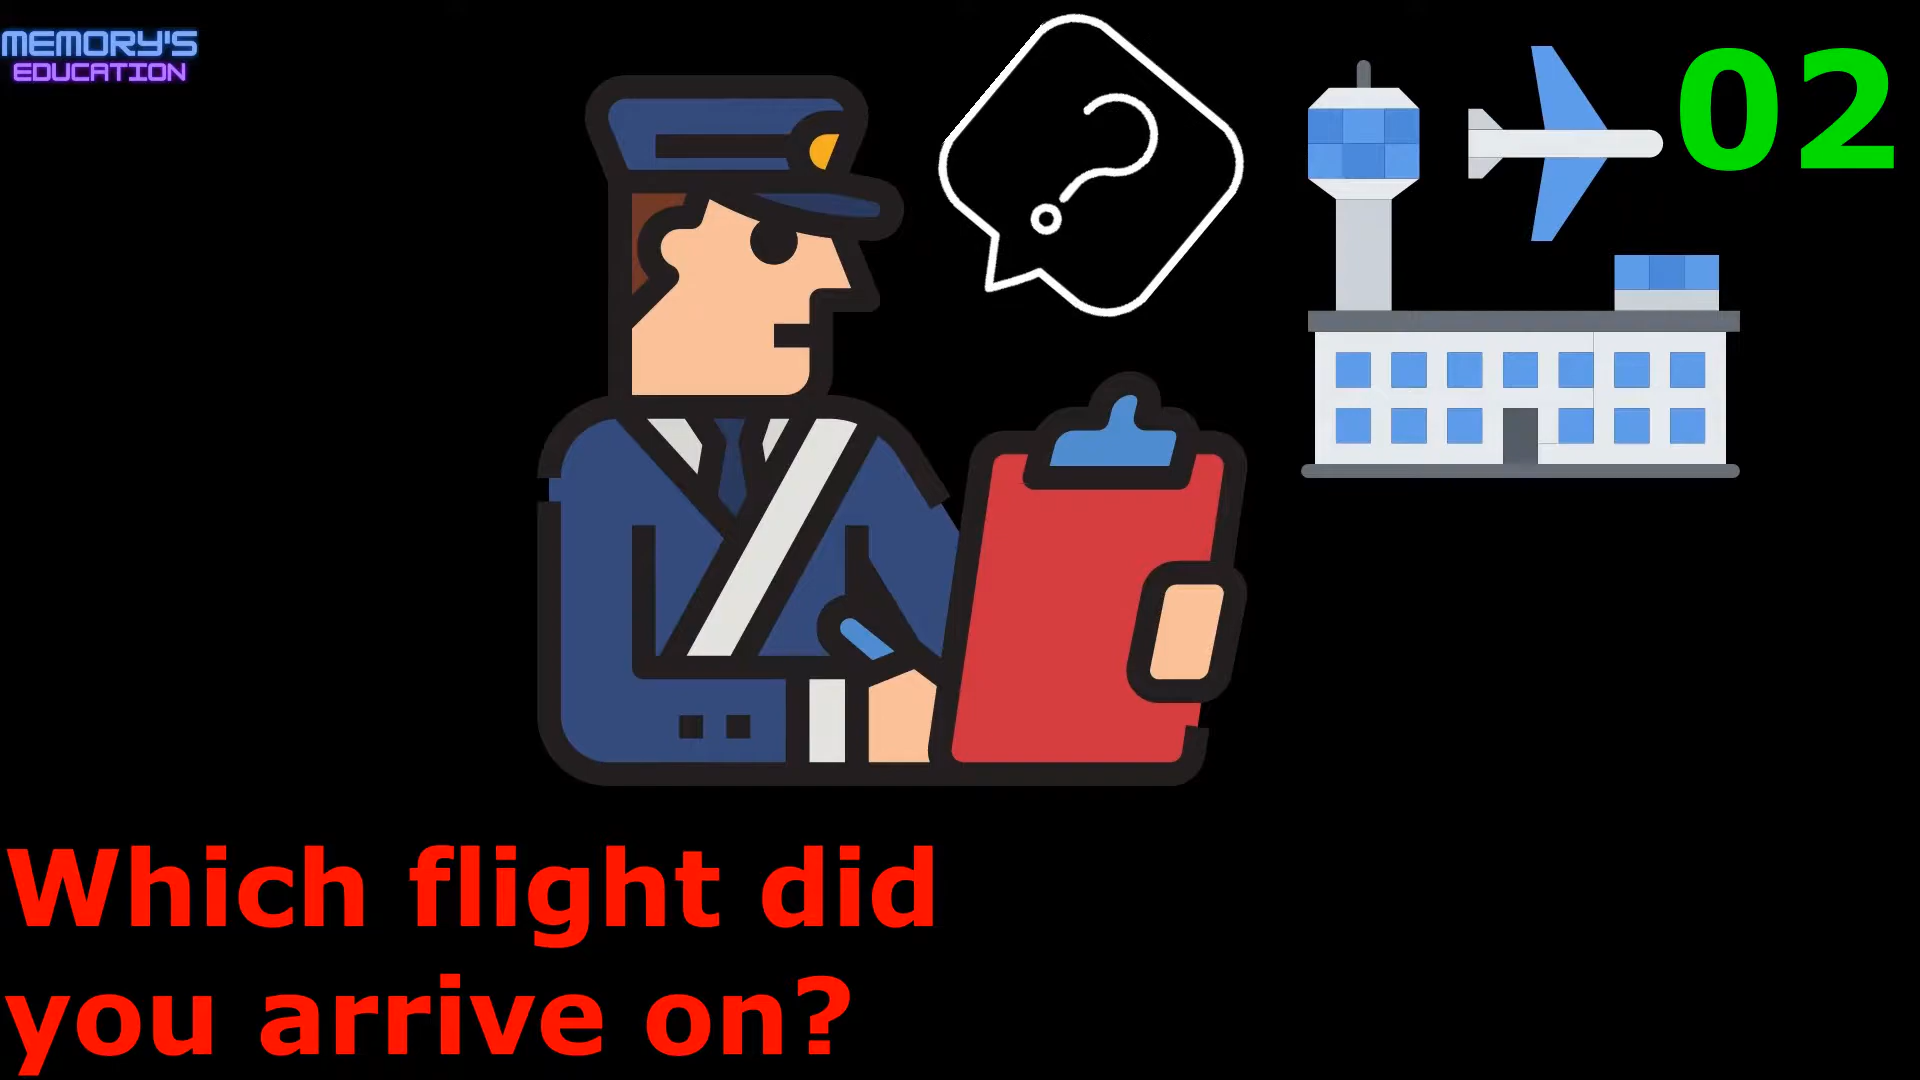 MEMORY'S
EDUCATION
02
Which flight did
you arrive on?